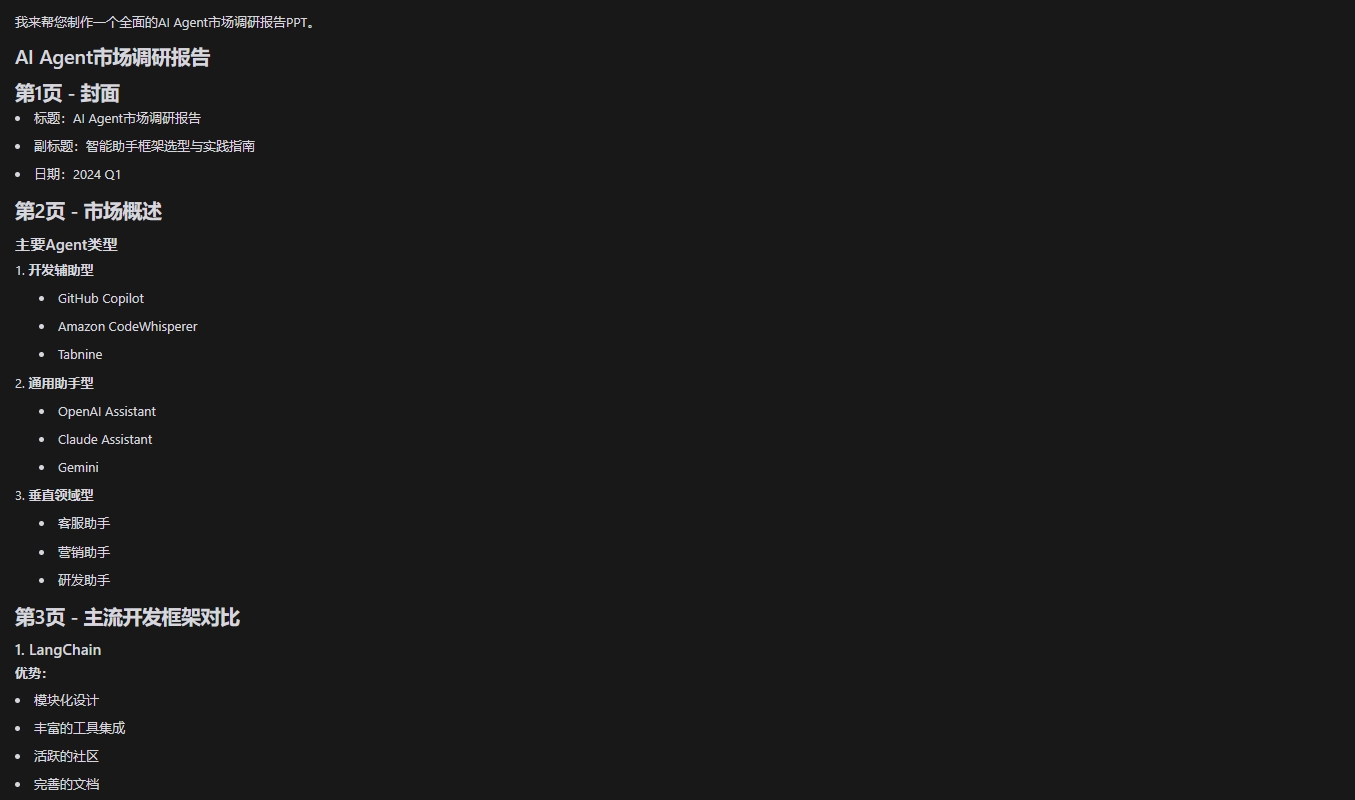 我来帮您制作一个全面的AI Agent市场调研报告PPT。
AI Agent市场调研报告
第1页 - 封面
• 标题：AI Agent市场调研报告
• 副标题：智能助手框架选型与实践指南
• 日期：2024 Q1
第2页 - 市场概述
主要Agent类型
1. 开发辅助型
• GitHub Copilot
• Amazon CodeWhisperer
• Tabnine
2. 通用助手型
• OpenAI Assistant
• Claude Assistant
• Gemini
3. 垂直领域型
• 客服助手
• 营销助手
• 研发助手
第3页 - 主流开发框架对比
1. LangChain
优势：
• 模块化设计
• 丰富的工具集成
• 活跃的社区
• 完善的文档